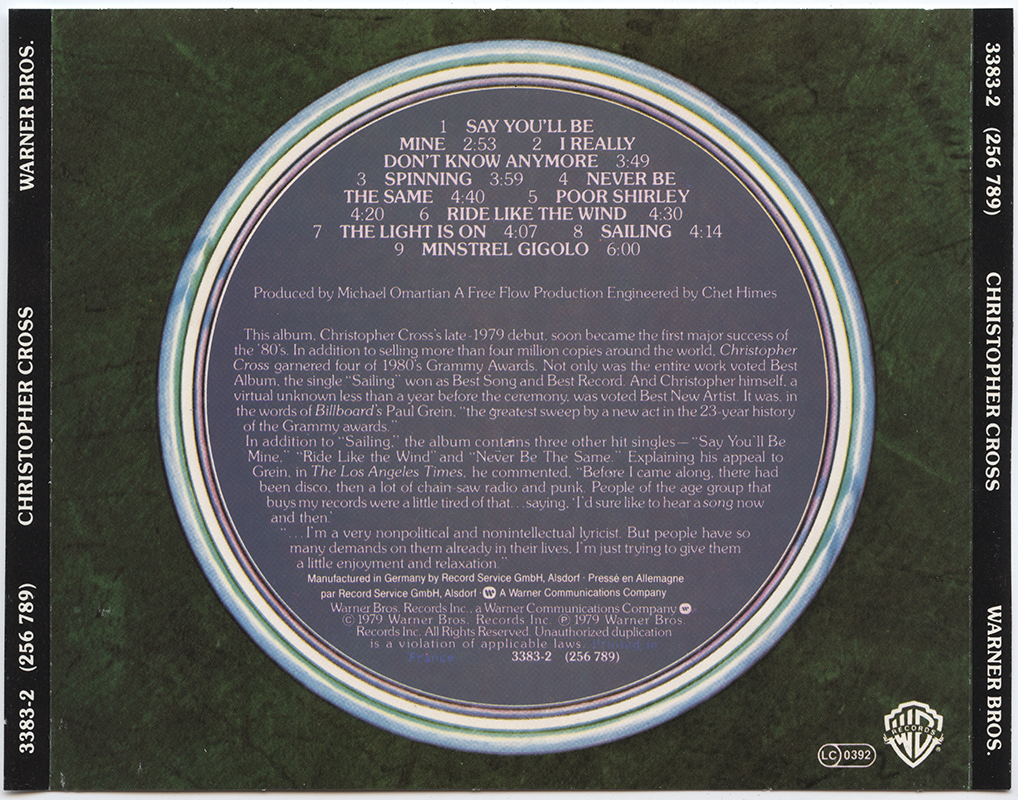 WARNER BROS.
CHRISTOPHER CROSS
3383-2 (256 789)
1 SAY YOU'LL BE
MINE 2:53 2 I REALLY
DON'T KNOW ANYMORE 3:49
3 SPINNING 3:59 4 NEVER BE
THE SAME 4:40 5 POOR SHIRLEY
4:20 6 RIDE LIKE THE WIND 4:30
7 THE LIGHT IS ON 4:07 8 SAILING 4:14
9 MINSTREL GIGOLO 6:00
Produced by Michael Omartian A Free Flow Production Engineered by Chet Himes
This album, Christopher Cross's late-1979 debut, soon became the first major success of
the '80's. In addition to selling more than four million copies around the world, Christopher
Cross garnered four of 1980's Grammy Awards. Not only was the entire work voted Best
Album, the single "Sailing" won as Best Song and Best Record. And Christopher himself, a
virtual unknown less than a year before the ceremony, was voted Best New Artist. It was, in
the words of Billboard's Paul Grein, "the greatest sweep by a new act in the 23-year history
of the Grammy awards."
In addition to "Sailing," the album contains three other hit singles—"Say You'll Be
Mine," "Ride Like the Wind" and "Never Be The Same." Explaining his appeal to
Grein, in The Los Angeles Times, he commented, "Before I came along, there had
been disco, then a lot of chain-saw radio and punk. People of the age group that
buys my records were a little tired of that...saying, 'I'd sure like to hear a song now
and then.'
"...I'm a very nonpolitical and nonintellectual lyricist. But people have so
many demands on them already in their lives, I'm just trying to give them
a little enjoyment and relaxation."
Manufactured in Germany by Record Service GmbH, Alsdorf · Pressé en Allemagne
par Record Service GmbH, Alsdorf · A Warner Communications Company
Warner Bros. Records Inc., a Warner Communications Company
© 1979 Warner Bros. Records Inc. ℗ 1979 Warner Bros.
Records Inc. All Rights Reserved. Unauthorized duplication
is a violation of applicable laws. Printed in
France 3383-2 (256 789)
LC 0392
WB
RECORDS
®
3383-2 (256 789)
CHRISTOPHER CROSS
WARNER BROS.